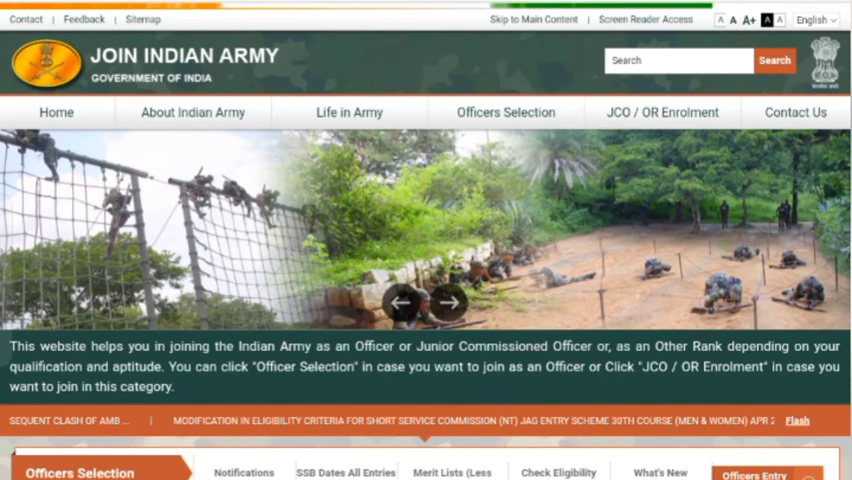 Contact | Feedback | Sitemap
Skip to Main Content | Screen Reader Access A A A+ A A English
JOIN INDIAN ARMY
GOVERNMENT OF INDIA
Search Search
Home About Indian Army Life in Army Officers Selection JCO / OR Enrolment Contact Us
This website helps you in joining the Indian Army as an Officer or Junior Commissioned Officer or, as an Other Rank depending on your
qualification and aptitude. You can click "Officer Selection" in case you want to join as an Officer or Click "JCO / OR Enrolment" in case you
want to join in this category.
SEQUENT CLASH OF AMB ... | MODIFICATION IN ELIGIBILITY CRITERIA FOR SHORT SERVICE COMMISSION (NT) JAG ENTRY SCHEME 30TH COURSE (MEN & WOMEN) APR Flash
Officers Selection Notifications SSB Dates All Entries Merit Lists (Less Check Eligibility What's New Officers Entry